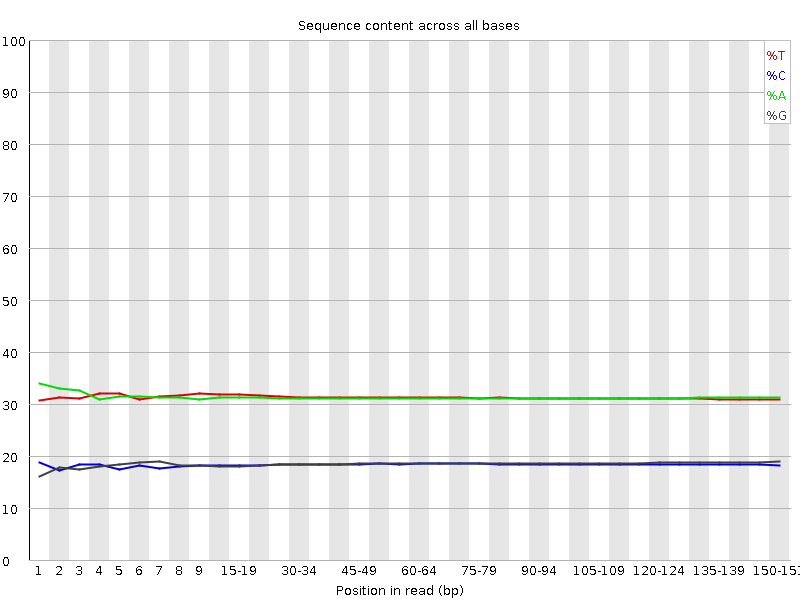 Sequence content across all bases
100
90
80
70
60
50
40
30
20
10
0
%T
%C
%A
%G
1 2 3 4 5 6 7 8 9 15-19 30-34 45-49 60-64 75-79 90-94 105-109 120-124 135-139 150-151
Position in read (bp)